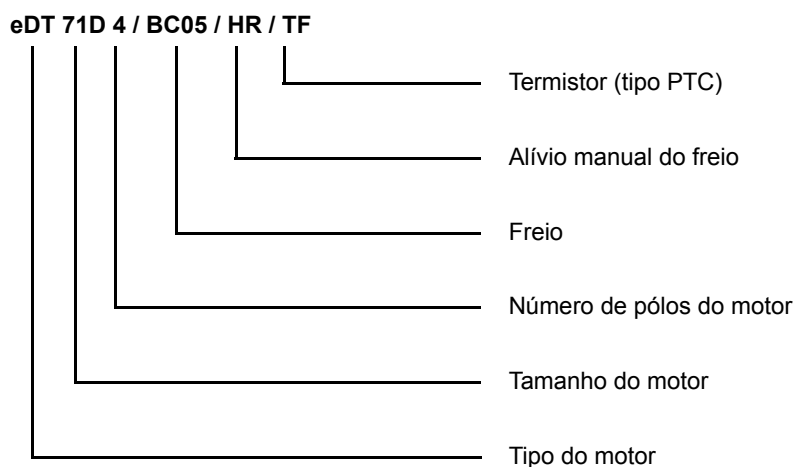 eDT 71D 4 / BC05 / HR / TF
Termistor (tipo PTC)
Alívio manual do freio
Freio
Número de pólos do motor
Tamanho do motor
Tipo do motor